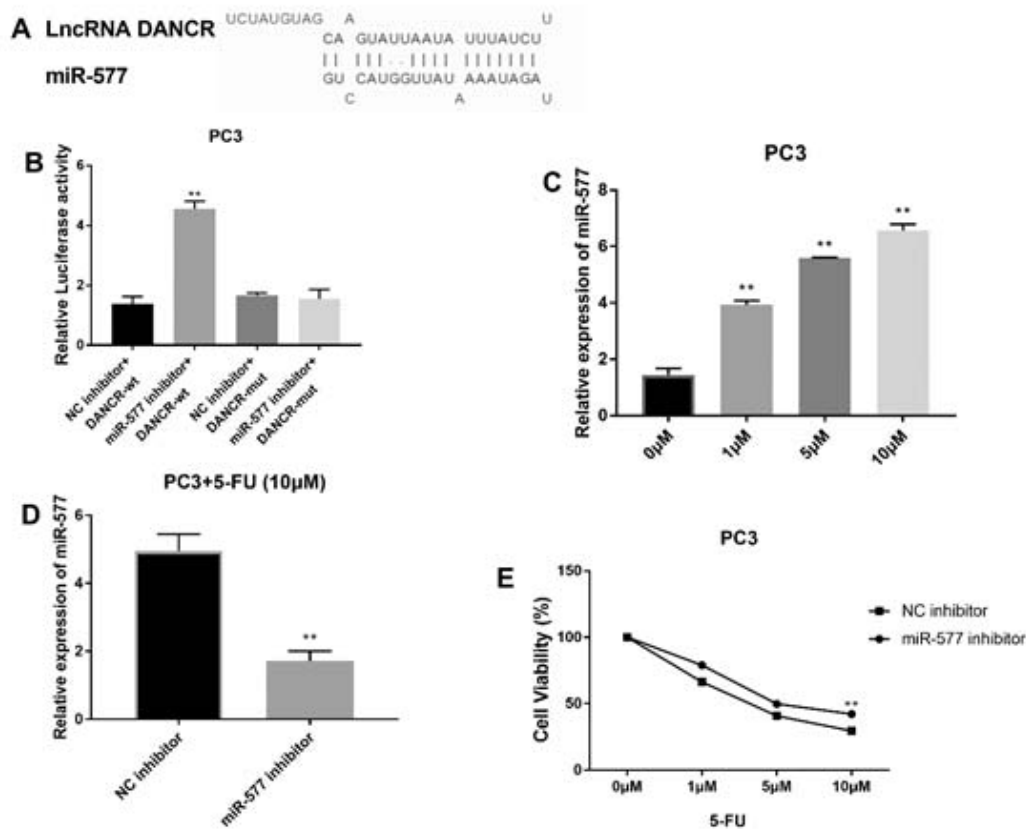 A LncRNA DANCR
UCUAUGUAG A U
CA GUAUUAAUA UUUAUCU
|| |||··|||| |||||||
miR-577
GU CAUGGUUAU AAAUAGA
C A U
B
PC3
Relative Luciferase activity
6
4
2
0
**
NC inhibitor+
DANCR-wt
miR-577 inhibitor+
DANCR-wt
NC inhibitor+
DANCR-mut
miR-577 inhibitor+
DANCR-mut
C
PC3
Relative expression of miR-577
8
6
4
2
0
**
**
**
0μM
1μM
5μM
10μM
D
PC3+5-FU (10μM)
Relative expression of miR-577
6
4
2
0
**
NC inhibitor
miR-577 inhibitor
E
PC3
Cell Viability (%)
150
100
50
0
**
NC inhibitor
miR-577 inhibitor
0μM
1μM
5μM
10μM
5-FU